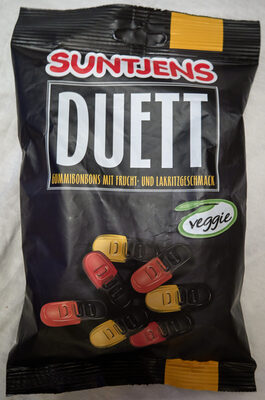 SUNTJENS
DUETT
GUMMIBONBONS MIT FRUCHT- UND LAKRITZGESCHMACK
veggie